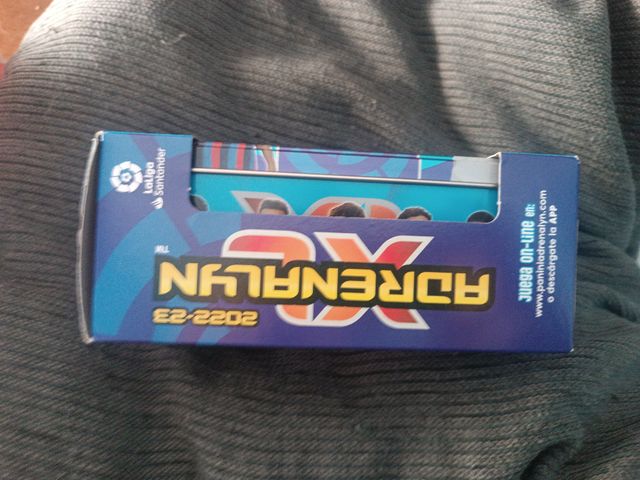 LaLiga
Santander
2022-23
ADRENALYN
XL
TM
Juega on-line en:
www.paniniadrenalyn.com
o descárgate la APP